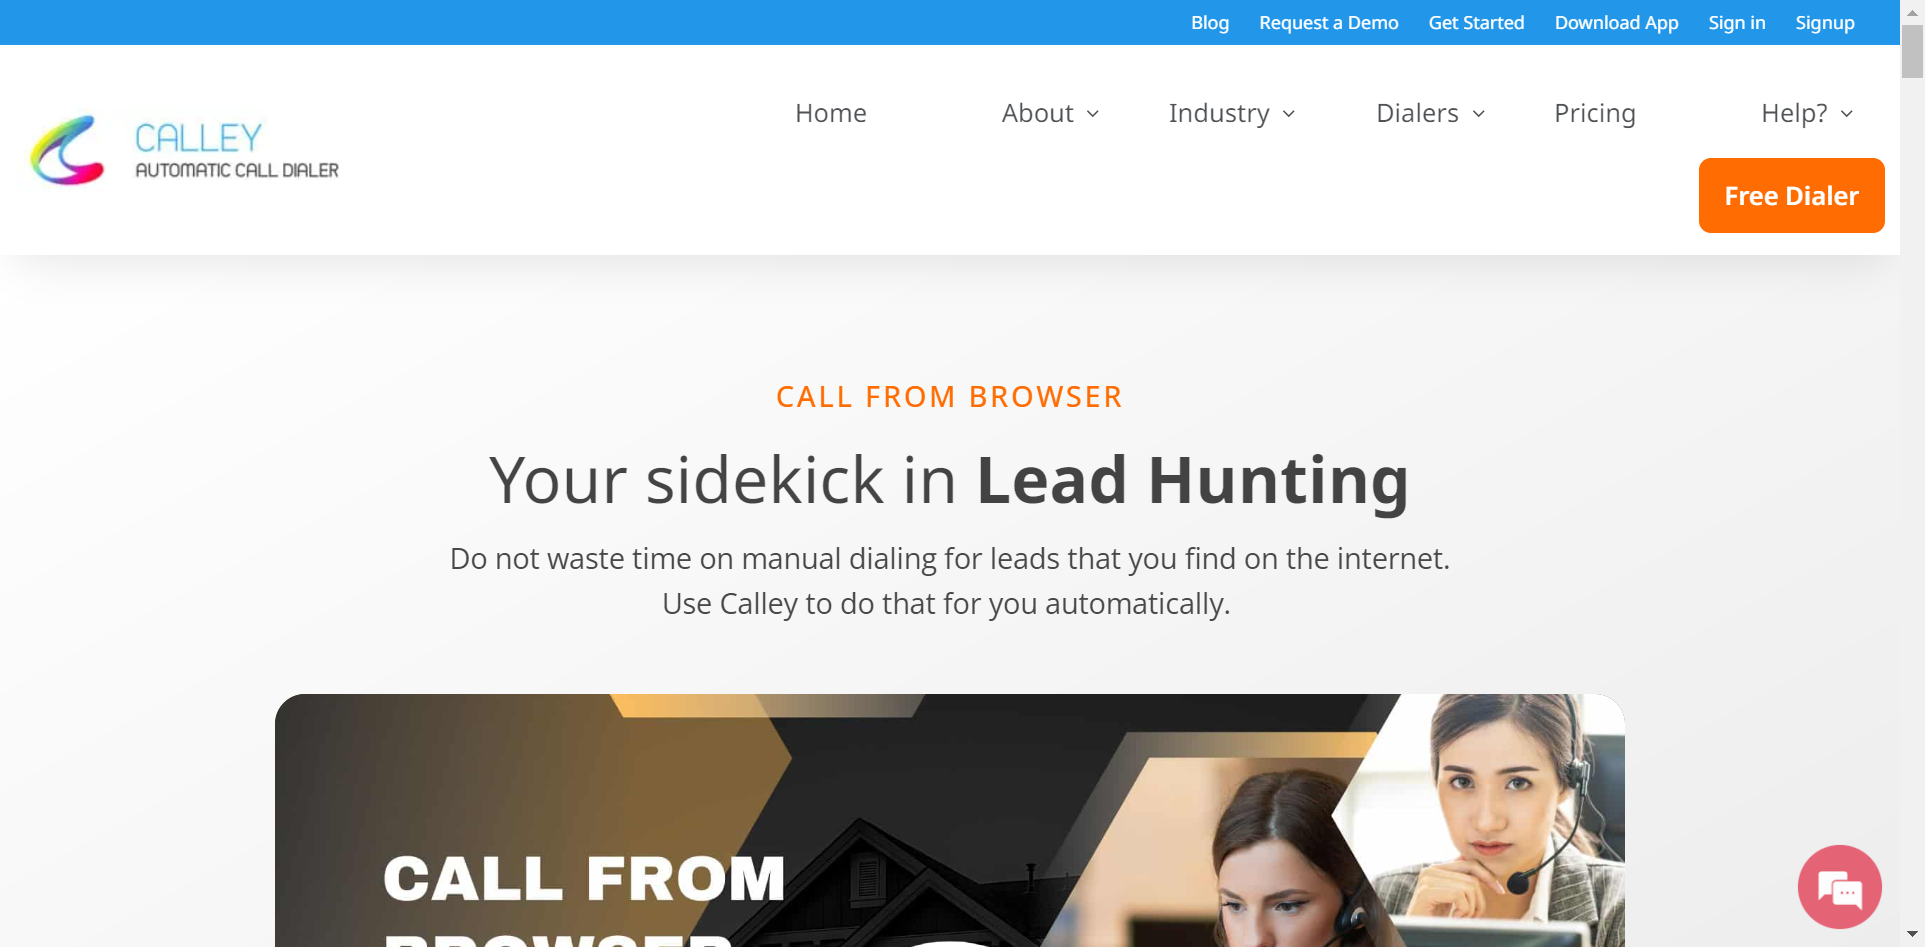 Blog Request a Demo Get Started Download App Sign in Signup
CALLEY
AUTOMATIC CALL DIALER
Home About Industry Dialers Pricing Help?
Free Dialer
CALL FROM BROWSER
Your sidekick in Lead Hunting
Do not waste time on manual dialing for leads that you find on the internet.
Use Calley to do that for you automatically.
CALL FROM
BROWSER